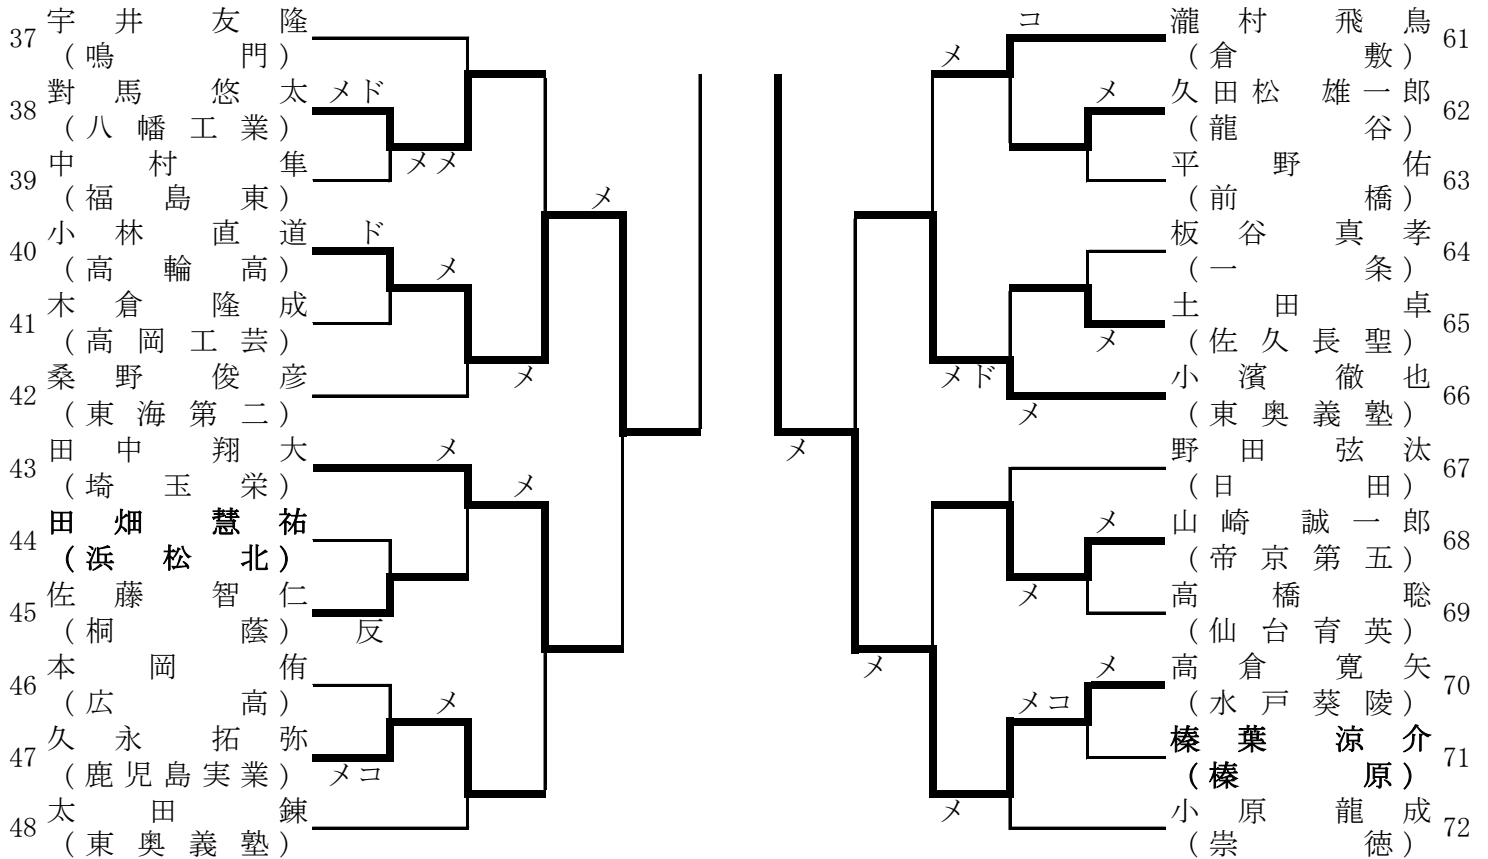 37 宇井友隆
(鳴門)
38 對馬悠太 メド
(八幡工業)
メメ
39 中村隼
(福島東)
メ
40 小林直道 ド
(高輪高)
メ
41 木倉隆成
(高岡工芸)
メ
42 桑野俊彦
(東海第二)
43 田中翔大 メ
(埼玉栄)
メ
44 田畑慧祐
(浜松北)
45 佐藤智仁
(桐蔭) 反
46 本岡侑
(広高)
メ
47 久永拓弥
(鹿児島実業) メコ
48 太田錬
(東奥義塾)
コ 瀧村飛鳥 61
メ (倉敷)
メ 久田松雄一郎 62
(龍谷)
平野佑 63
(前橋)
板谷真孝 64
(一条)
土田卓 65
メ (佐久長聖)
メド 小濱徹也 66
メ (東奥義塾)
メ 野田弦汰 67
(日田)
メ 山崎誠一郎 68
(帝京第五)
メ 高橋聡 69
(仙台育英)
メ メ 高倉寛矢 70
メコ (水戸葵陵)
榛葉涼介 71
(榛原)
メ 小原龍成 72
(崇徳)